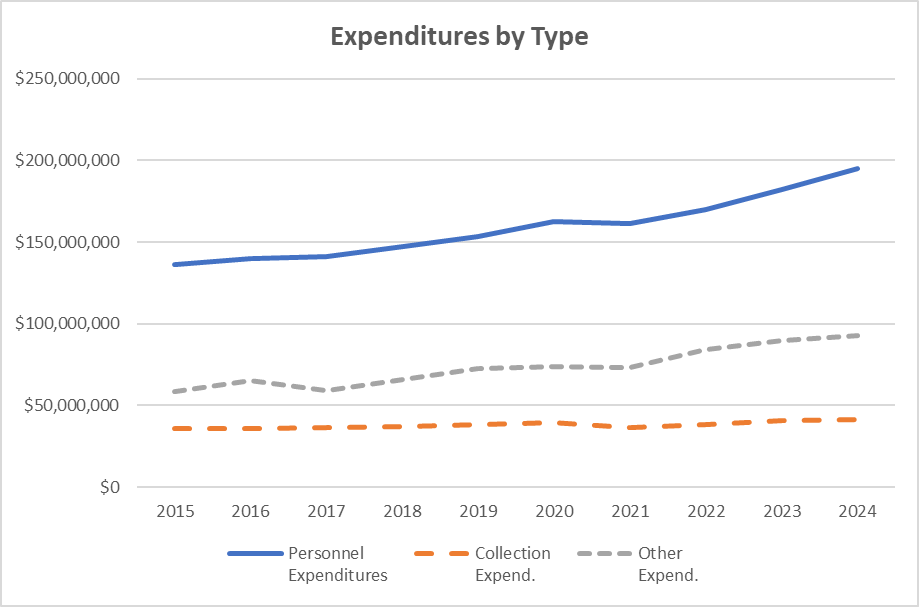 Expenditures by Type
$250,000,000
$200,000,000
$150,000,000
$100,000,000
$50,000,000
$0
2015 2016 2017 2018 2019 2020 2021 2022 2023 2024
Personnel Expenditures
Collection Expend.
Other Expend.